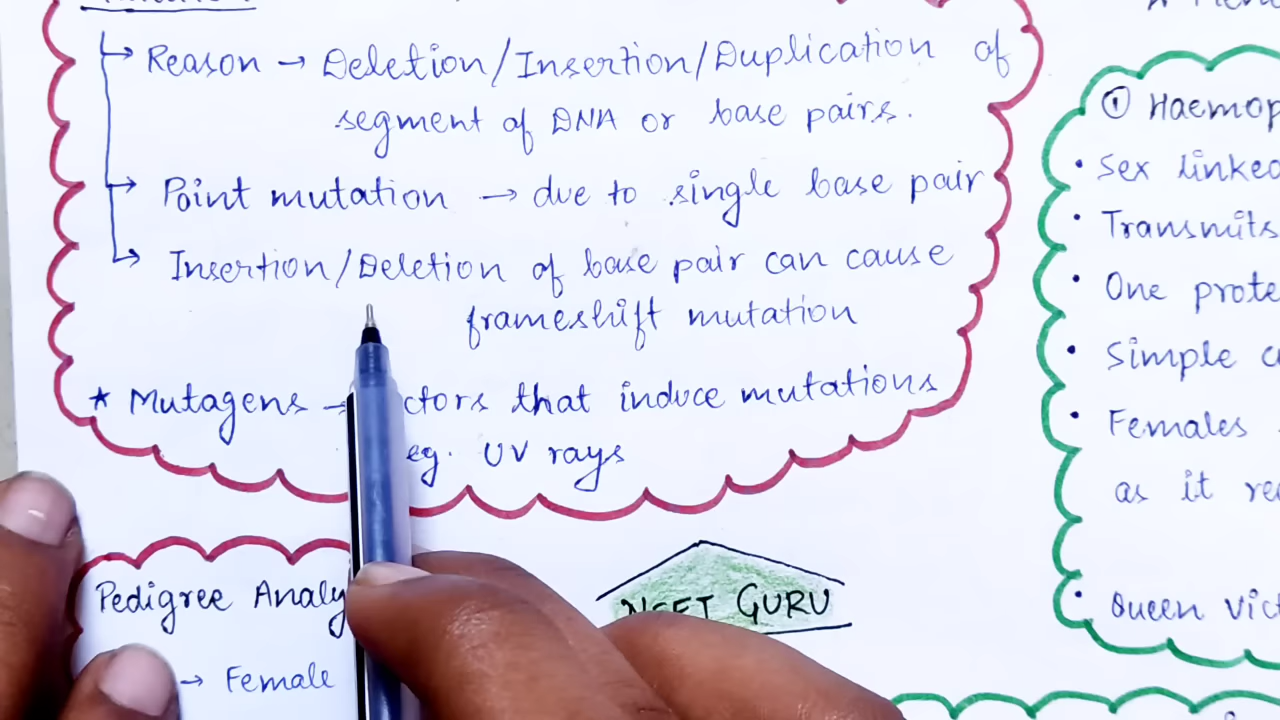 → Reason → Deletion/Insertion/Duplication of
segment of DNA or base pairs.
→ Point mutation → due to single base pair
→ Insertion/Deletion of base pair can cause
frameshift mutation
★ Mutagens → ctors that induce mutations
eg. UV rays
Pedigree Analy
→ Female
NEET GURU
① Haemop
• Sex linked
• Transmits
• One prote
• Simple c
• Females
as it re
• Queen Vict